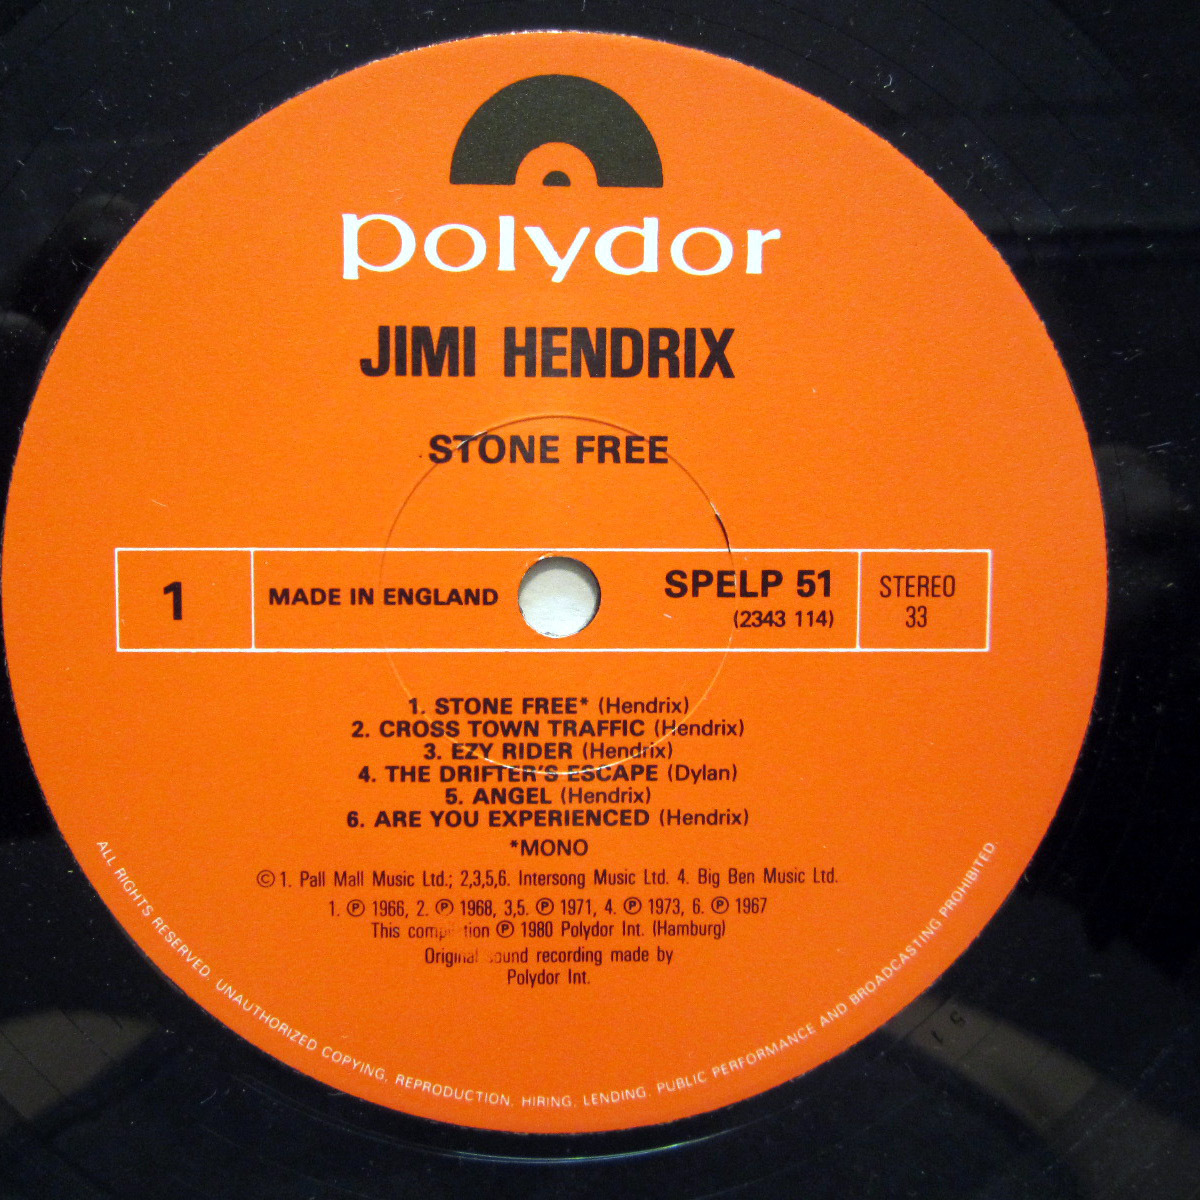 polydor
JIMI HENDRIX
STONE FREE
1
MADE IN ENGLAND
SPELP 51
(2343 114)
STEREO
33
1. STONE FREE* (Hendrix)
2. CROSS TOWN TRAFFIC (Hendrix)
3. EZY RIDER (Hendrix)
4. THE DRIFTER'S ESCAPE (Dylan)
5. ANGEL (Hendrix)
6. ARE YOU EXPERIENCED (Hendrix)
*MONO
©1. Pall Mall Music Ltd.; 2,3,5,6. Intersong Music Ltd. 4. Big Ben Music Ltd.
1. ℗ 1966, 2. ℗ 1968, 3,5. ℗ 1971, 4. ℗ 1973, 6. ℗ 1967
This compilation ℗ 1980 Polydor Int. (Hamburg)
Original sound recording made by
Polydor Int.
ALL RIGHTS RESERVED. UNAUTHORIZED COPYING, REPRODUCTION, HIRING, LENDING, PUBLIC PERFORMANCE AND BROADCASTING PROHIBITED.